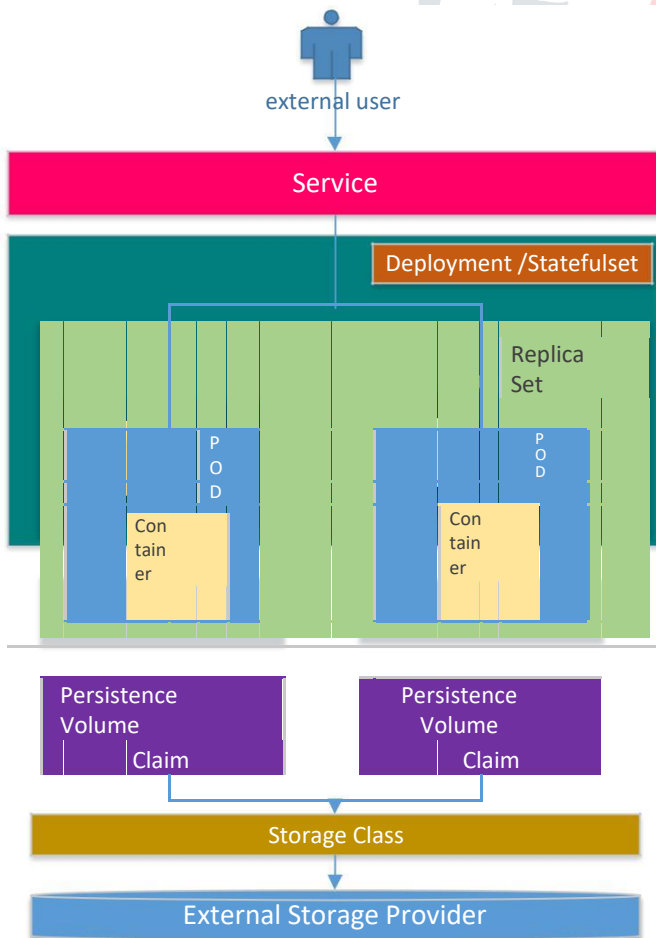 external user
Service
Deployment /Statefulset
Replica
Set
P
O
D
P
O
D
Con
tain
er
Con
tain
er
Persistence
Volume
Claim
Persistence
Volume
Claim
Storage Class
External Storage Provider